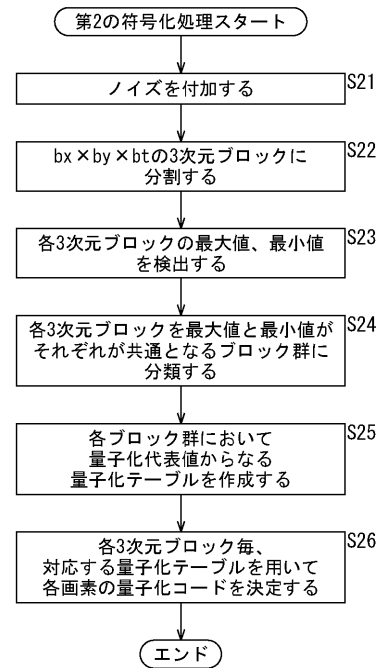 第2の符号化処理スタート
ノイズを付加する
S21
bx×by×btの3次元ブロックに
分割する
S22
各3次元ブロックの最大値、最小値
を検出する
S23
各3次元ブロックを最大値と最小値が
それぞれが共通となるブロック群に
分類する
S24
各ブロック群において
量子化代表値からなる
量子化テーブルを作成する
S25
各3次元ブロック毎、
対応する量子化テーブルを用いて
各画素の量子化コードを決定する
S26
エンド